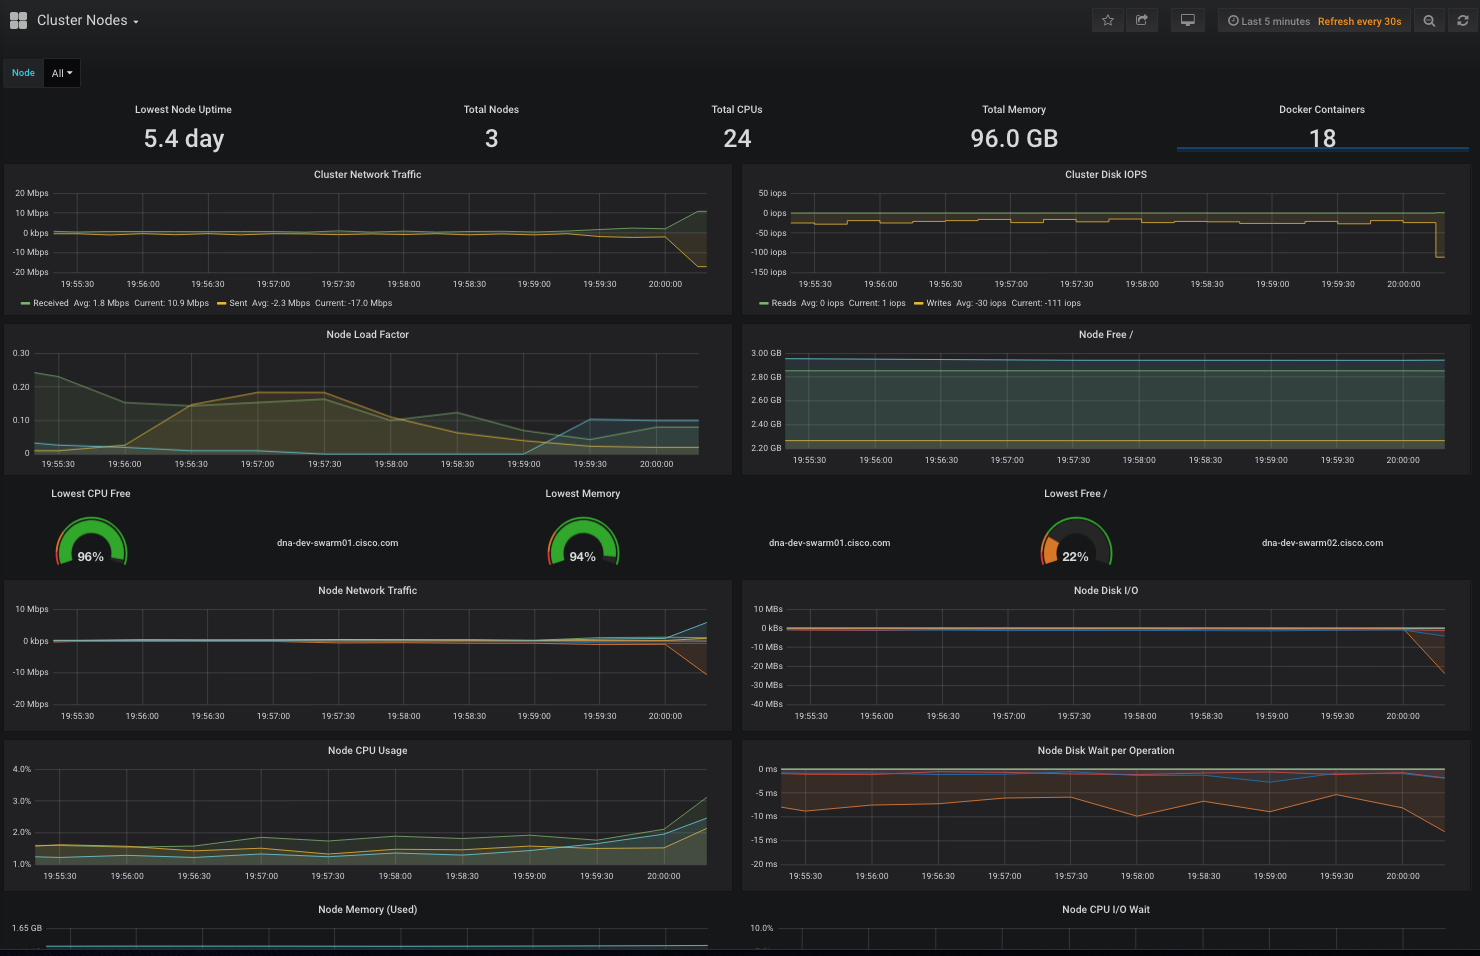 Cluster Nodes
Last 5 minutes Refresh every 30s
Node All
Lowest Node Uptime
5.4 day
Total Nodes
3
Total CPUs
24
Total Memory
96.0 GB
Docker Containers
18
Cluster Network Traffic
20 Mbps
10 Mbps
0 kbps
-10 Mbps
-20 Mbps
19:55:30 19:56:00 19:56:30 19:57:00 19:57:30 19:58:00 19:58:30 19:59:00 19:59:30 20:00:00
Received Avg: 1.8 Mbps Current: 10.9 Mbps Sent Avg: -2.3 Mbps Current: -17.0 Mbps
Cluster Disk IOPS
50 iops
0 iops
-50 iops
-100 iops
-150 iops
19:55:30 19:56:00 19:56:30 19:57:00 19:57:30 19:58:00 19:58:30 19:59:00 19:59:30 20:00:00
Reads Avg: 0 iops Current: 1 iops Writes Avg: -30 iops Current: -111 iops
Node Load Factor
0.30
0.20
0.10
0
19:55:30 19:56:00 19:56:30 19:57:00 19:57:30 19:58:00 19:58:30 19:59:00 19:59:30 20:00:00
Node Free /
3.00 GB
2.80 GB
2.60 GB
2.40 GB
2.20 GB
19:55:30 19:56:00 19:56:30 19:57:00 19:57:30 19:58:00 19:58:30 19:59:00 19:59:30 20:00:00
Lowest CPU Free
96%
dna-dev-swarm01.cisco.com
Lowest Memory
94%
dna-dev-swarm01.cisco.com
Lowest Free /
22%
dna-dev-swarm02.cisco.com
Node Network Traffic
10 Mbps
0 kbps
-10 Mbps
-20 Mbps
19:55:30 19:56:00 19:56:30 19:57:00 19:57:30 19:58:00 19:58:30 19:59:00 19:59:30 20:00:00
Node Disk I/O
10 MBs
0 kBs
-10 MBs
-20 MBs
-30 MBs
-40 MBs
19:55:30 19:56:00 19:56:30 19:57:00 19:57:30 19:58:00 19:58:30 19:59:00 19:59:30 20:00:00
Node CPU Usage
4.0%
3.0%
2.0%
1.0%
19:55:30 19:56:00 19:56:30 19:57:00 19:57:30 19:58:00 19:58:30 19:59:00 19:59:30 20:00:00
Node Disk Wait per Operation
0 ms
-5 ms
-10 ms
-15 ms
-20 ms
19:55:30 19:56:00 19:56:30 19:57:00 19:57:30 19:58:00 19:58:30 19:59:00 19:59:30 20:00:00
Node Memory (Used)
1.65 GB
Node CPU I/O Wait
10.0%